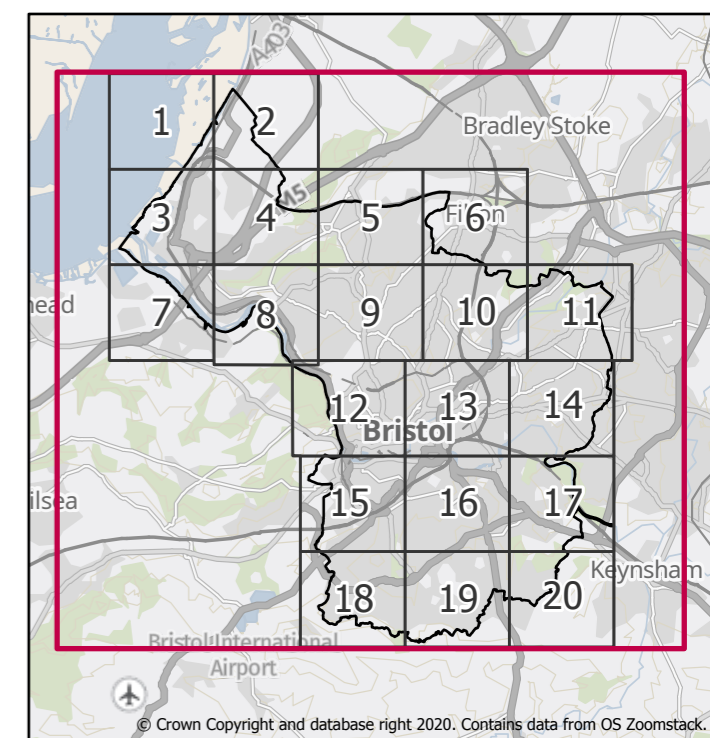 A403
1
2
Bradley Stoke
M5
3
4
5
6
Filton
7
8
9
10
11
head
12
13
14
Bristol
ilsea
15
16
17
Keynsham
18
19
20
Bristol International
Airport
© Crown Copyright and database right 2020. Contains data from OS Zoomstack.